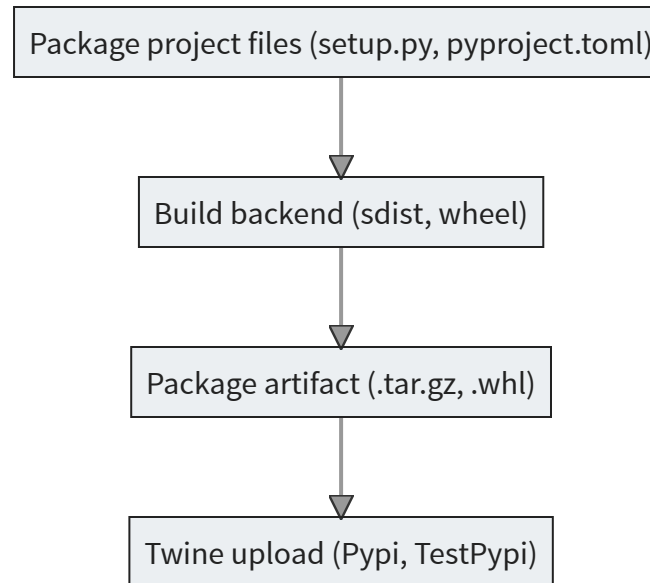 Package project files (setup.py, pyproject.toml)
Build backend (sdist, wheel)
Package artifact (.tar.gz, .whl)
Twine upload (Pypi, TestPypi)